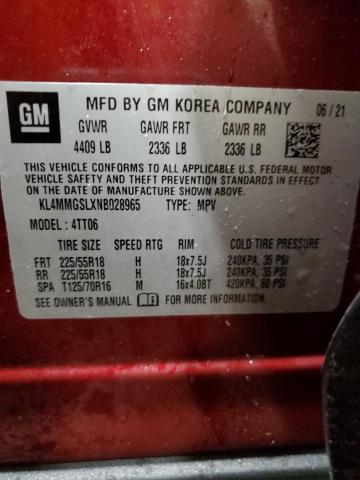 GM
MFD BY GM KOREA COMPANY 06 / 21
GVWR GAWR FRT GAWR RR
4409 LB 2336 LB 2336 LB
THIS VEHICLE CONFORMS TO ALL APPLICABLE U.S.
FEDERAL MOTOR VEHICLE SAFETY, BUMPER,
AND THEFT PREVENTION STANDARDS IN EFFECT ON
THE DATE OF MANUFACTURE SHOWN ABOVE.
KL4MMGSLXNB028965 TYPE: MPV
MODEL: 4TT06
TIRE SIZE SPEED RTG RIM COLD TIRE PRESSURE
FRT 225/55R18 H 18x7.5J 240KPA, 35 PSI
RR 225/55R18 H 18x7.5J 240KPA, 35 PSI
SPA T125/70R16 M 16x4.0BT 420KPA, 60 PSI
SEE OWNER'S MANUAL FOR MORE INFORMATION